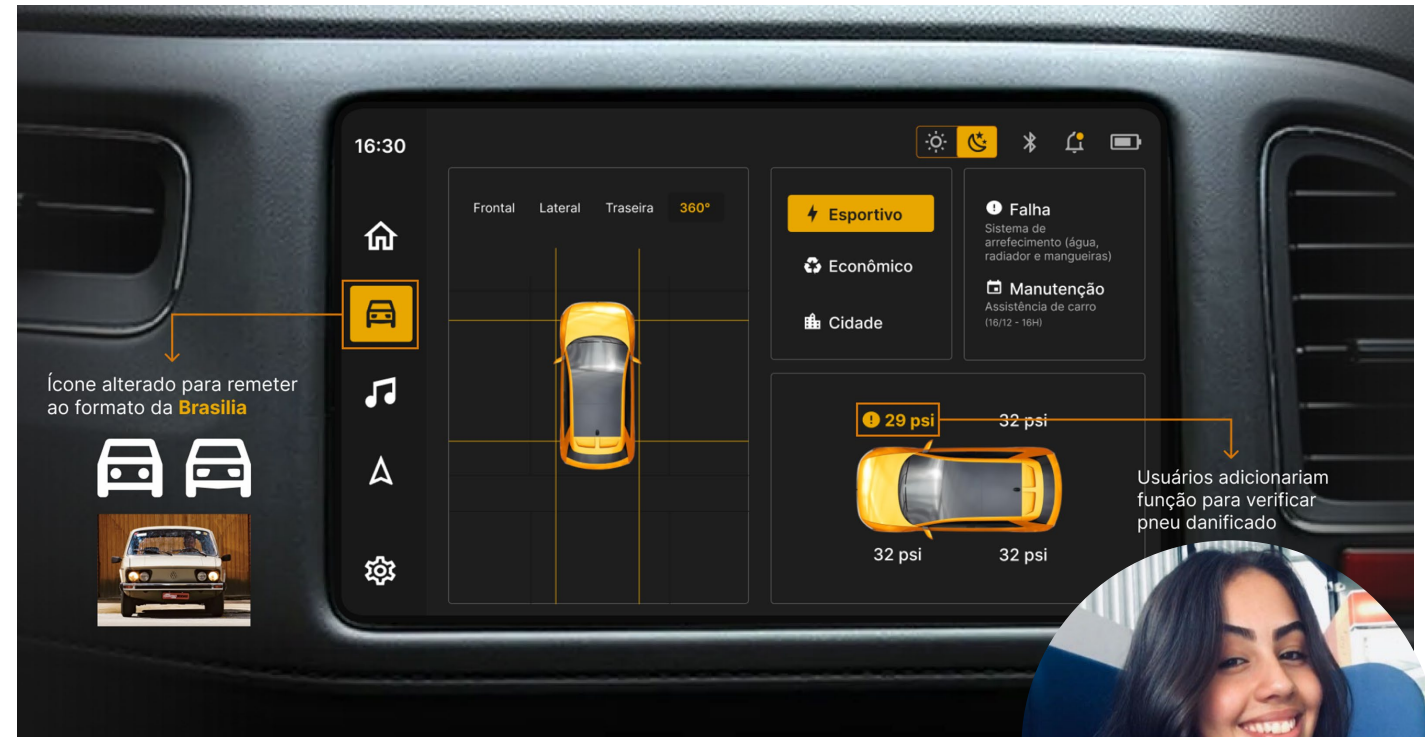 16:30
Frontal Lateral Traseira 360°
Esportivo
Econômico
Cidade
Falha
Sistema de
arrefecimento (água,
radiador e mangueiras)
Manutenção
Assistência de carro
(16/12 - 16H)
Ícone alterado para remeter
ao formato da Brasilia
29 psi
32 psi
32 psi
32 psi
Usuários adicionariam
função para verificar
pneu danificado